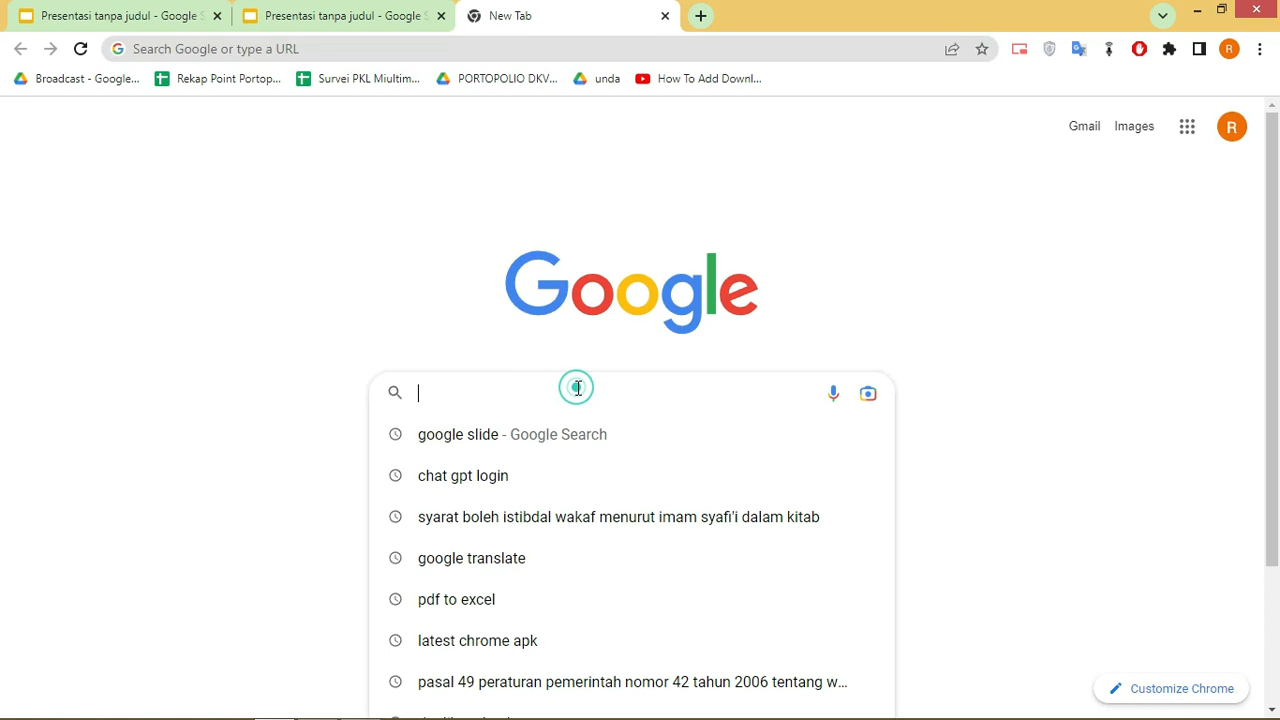 Presentasi tanpa judul - Google S
Presentasi tanpa judul - Google S
New Tab
Search Google or type a URL
R
Broadcast - Google...
Rekap Point Portop...
Survei PKL Multim...
PORTOPOLIO DKV...
unda
How To Add Downl...
Gmail
Images
R
Google
google slide - Google Search
chat gpt login
syarat boleh istibdal wakaf menurut imam syafi'i dalam kitab
google translate
pdf to excel
latest chrome apk
pasal 49 peraturan pemerintah nomor 42 tahun 2006 tentang w...
Customize Chrome